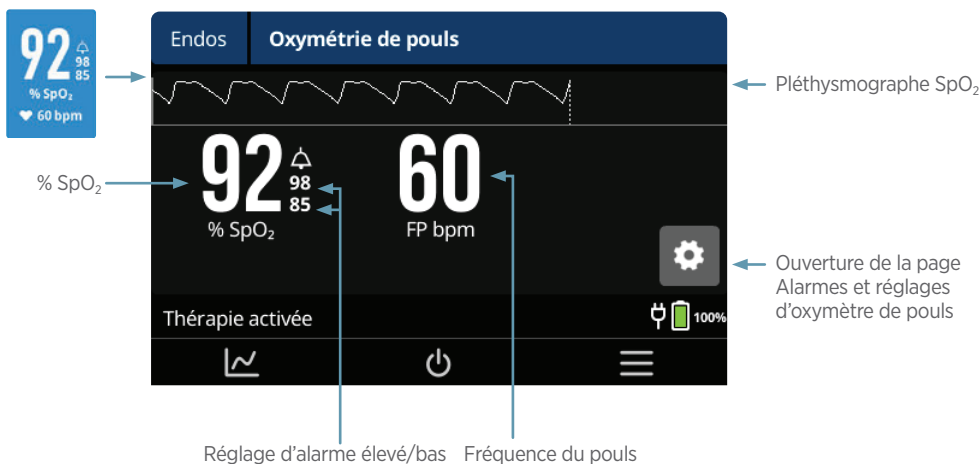 92
98
85
% SpO₂
60 bpm
Endos
Oxymétrie de pouls
Pléthysmographe SpO₂
% SpO₂
92
98
85
% SpO₂
60
FP bpm
Ouverture de la page
Alarmes et réglages
d’oxymètre de pouls
Thérapie activée
100%
Réglage d’alarme élevé/bas
Fréquence du pouls